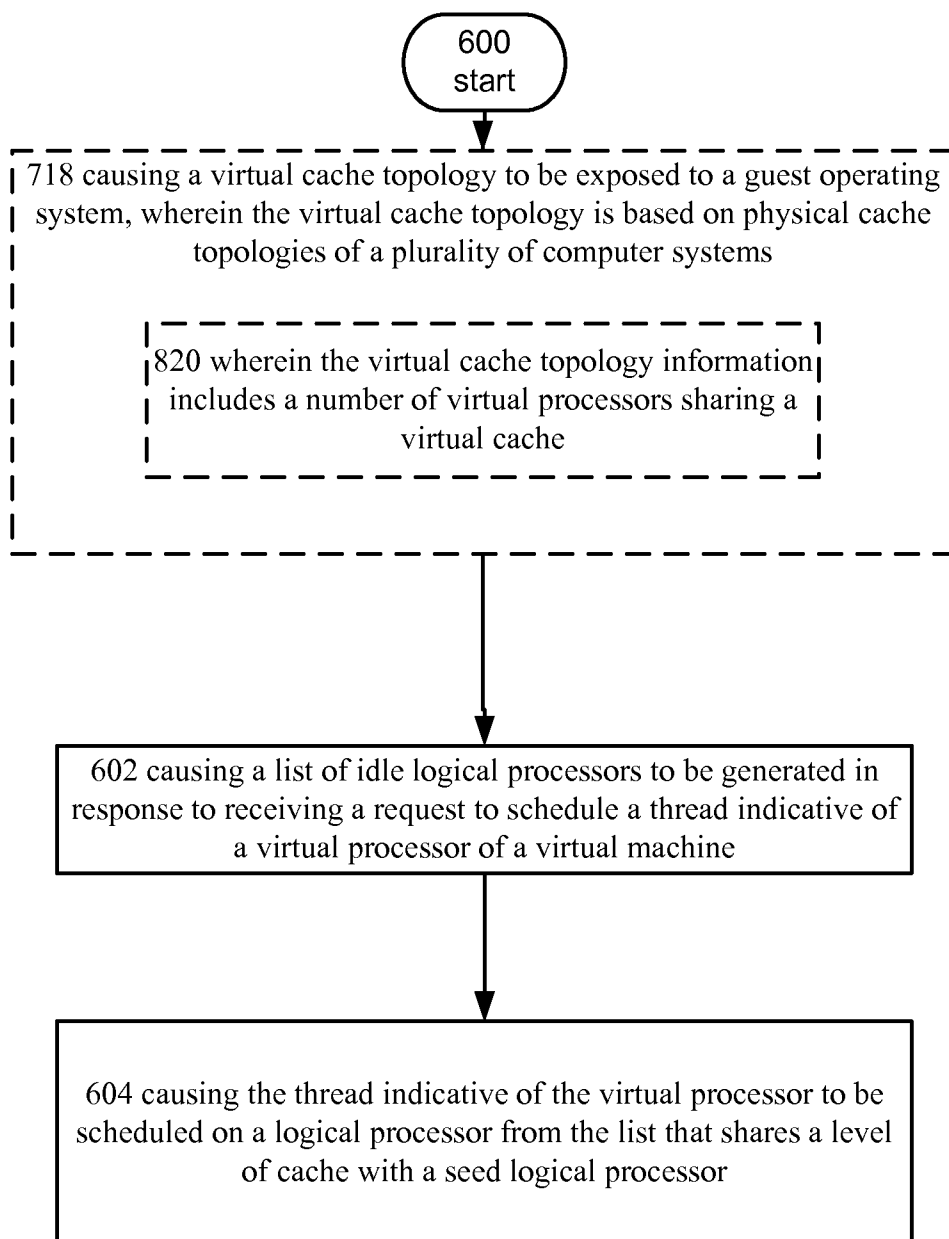 600
start
718 causing a virtual cache topology to be exposed to a guest operating
system, wherein the virtual cache topology is based on physical cache
topologies of a plurality of computer systems
820 wherein the virtual cache topology information
includes a number of virtual processors sharing a
virtual cache
602 causing a list of idle logical processors to be generated in
response to receiving a request to schedule a thread indicative of
a virtual processor of a virtual machine
604 causing the thread indicative of the virtual processor to be
scheduled on a logical processor from the list that shares a level
of cache with a seed logical processor